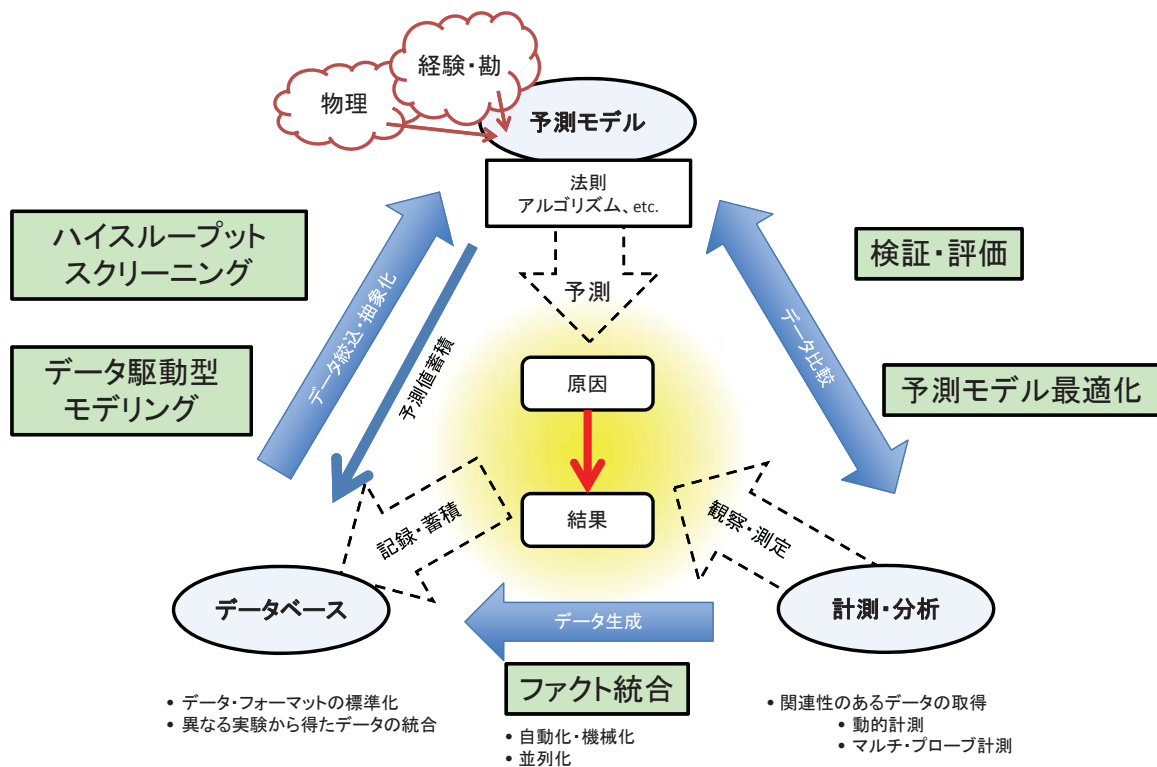 経験・勘
物理
予測モデル
法則
アルゴリズム、etc.
ハイスループット
スクリーニング
検証・評価
予測
データ絞込・抽象化
予測値蓄積
データ比較
データ駆動型
モデリング
原因
予測モデル最適化
結果
記録・蓄積
観察・測定
データベース
データ生成
計測・分析
ファクト統合
• データ・フォーマットの標準化
• 異なる実験から得たデータの統合
• 自動化・機械化
• 並列化
• 関連性のあるデータの取得
• 動的計測
• マルチ・プローブ計測